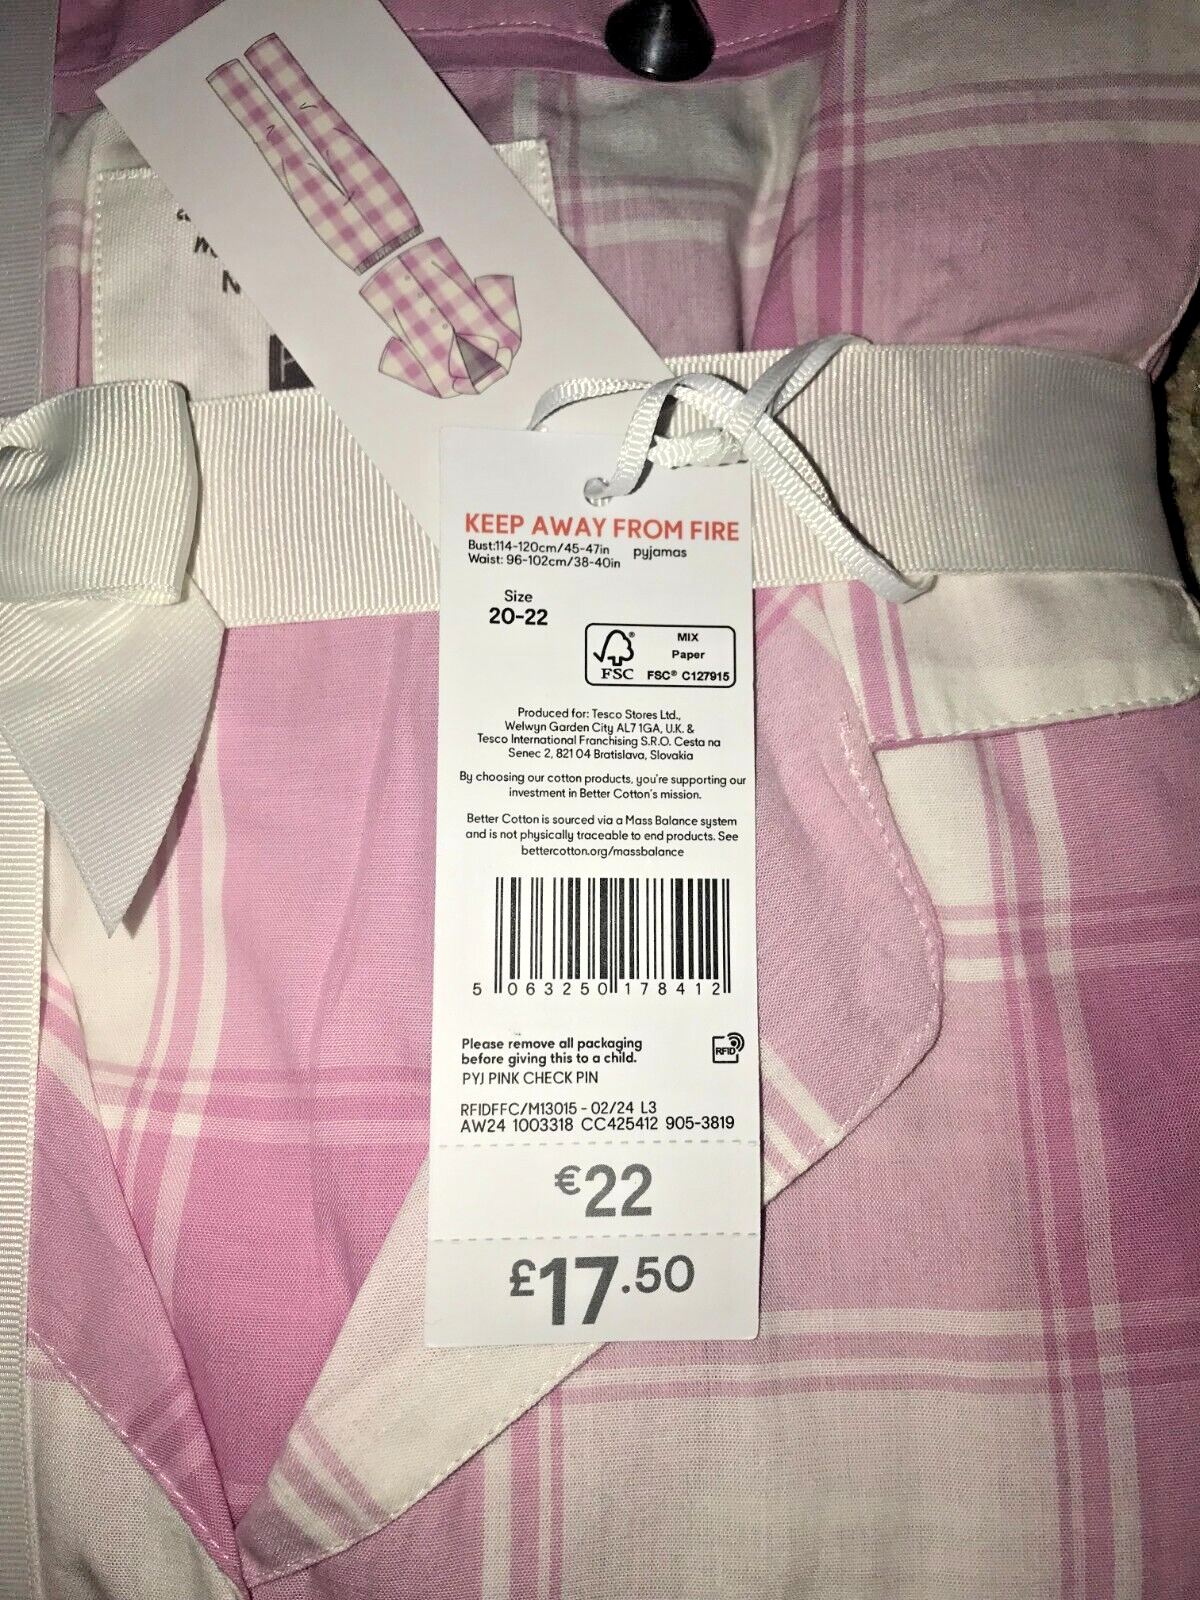 KEEP AWAY FROM FIRE
Bust:114-120cm/45-47in pyjamas
Waist: 96-102cm/38-40in
Size
20-22
MIX
Paper
FSC® C127915
FSC
Produced for: Tesco Stores Ltd.,
Welwyn Garden City AL7 1GA, U.K. &
Tesco International Franchising S.R.O. Cesta na
Senec 2, 821 04 Bratislava, Slovakia
By choosing our cotton products, you're supporting our
investment in Better Cotton's mission.
Better Cotton is sourced via a Mass Balance system
and is not physically traceable to end products. See
bettercotton.org/massbalance
5 063250 178412
Please remove all packaging
before giving this to a child.
RFID
PYJ PINK CHECK PIN
RFIDFFC/M13015 - 02/24 L3
AW24 1003318 CC425412 905-3819
€22
£17.50